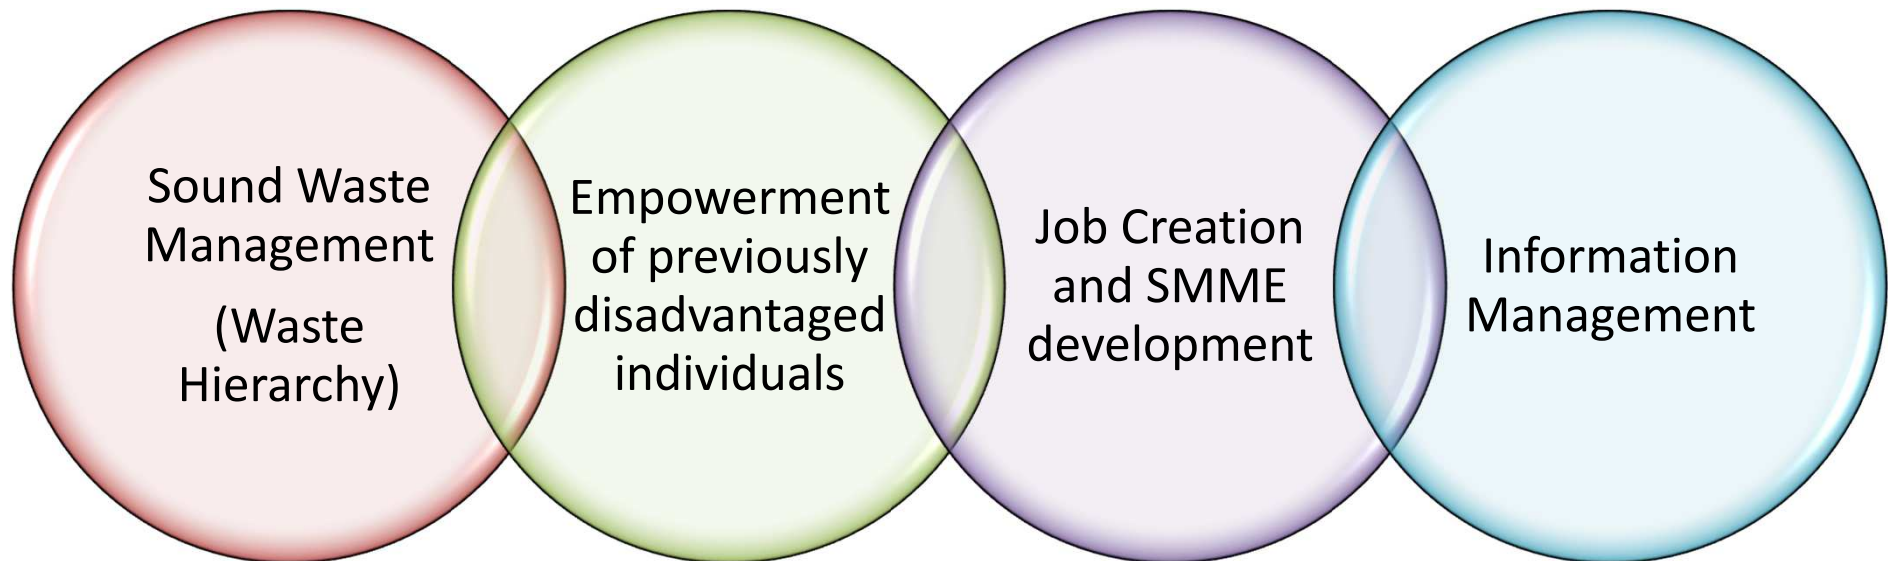 Sound Waste
Management
(Waste
Hierarchy)
Empowerment
of previously
disadvantaged
individuals
Job Creation
and SMME
development
Information
Management